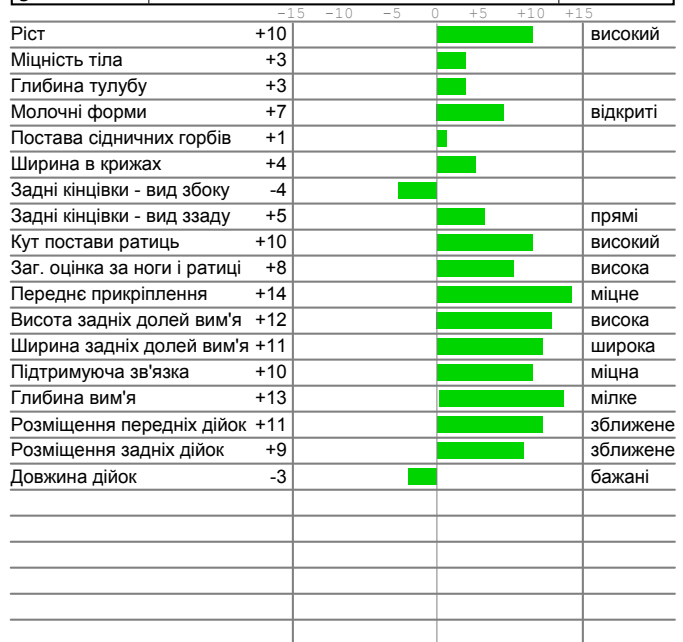 -15 -10 -5 0 +5 +10 +15
Ріст +10 високий
Міцність тіла +3
Глибина тулубу +3
Молочні форми +7 відкриті
Постава сідничних горбів +1
Ширина в крижах +4
Задні кінцівки - вид збоку -4
Задні кінцівки - вид ззаду +5 прямі
Кут постави ратиць +10 високий
Заг. оцінка за ноги і ратиці +8 висока
Переднє прикріплення +14 міцне
Висота задніх долей вим'я +12 висока
Ширина задніх долей вим'я +11 широка
Підтримуюча зв'язка +10 міцна
Глибина вим'я +13 мілке
Розміщення передніх дійок +11 зближене
Розміщення задніх дійок +9 зближене
Довжина дійок -3 бажані